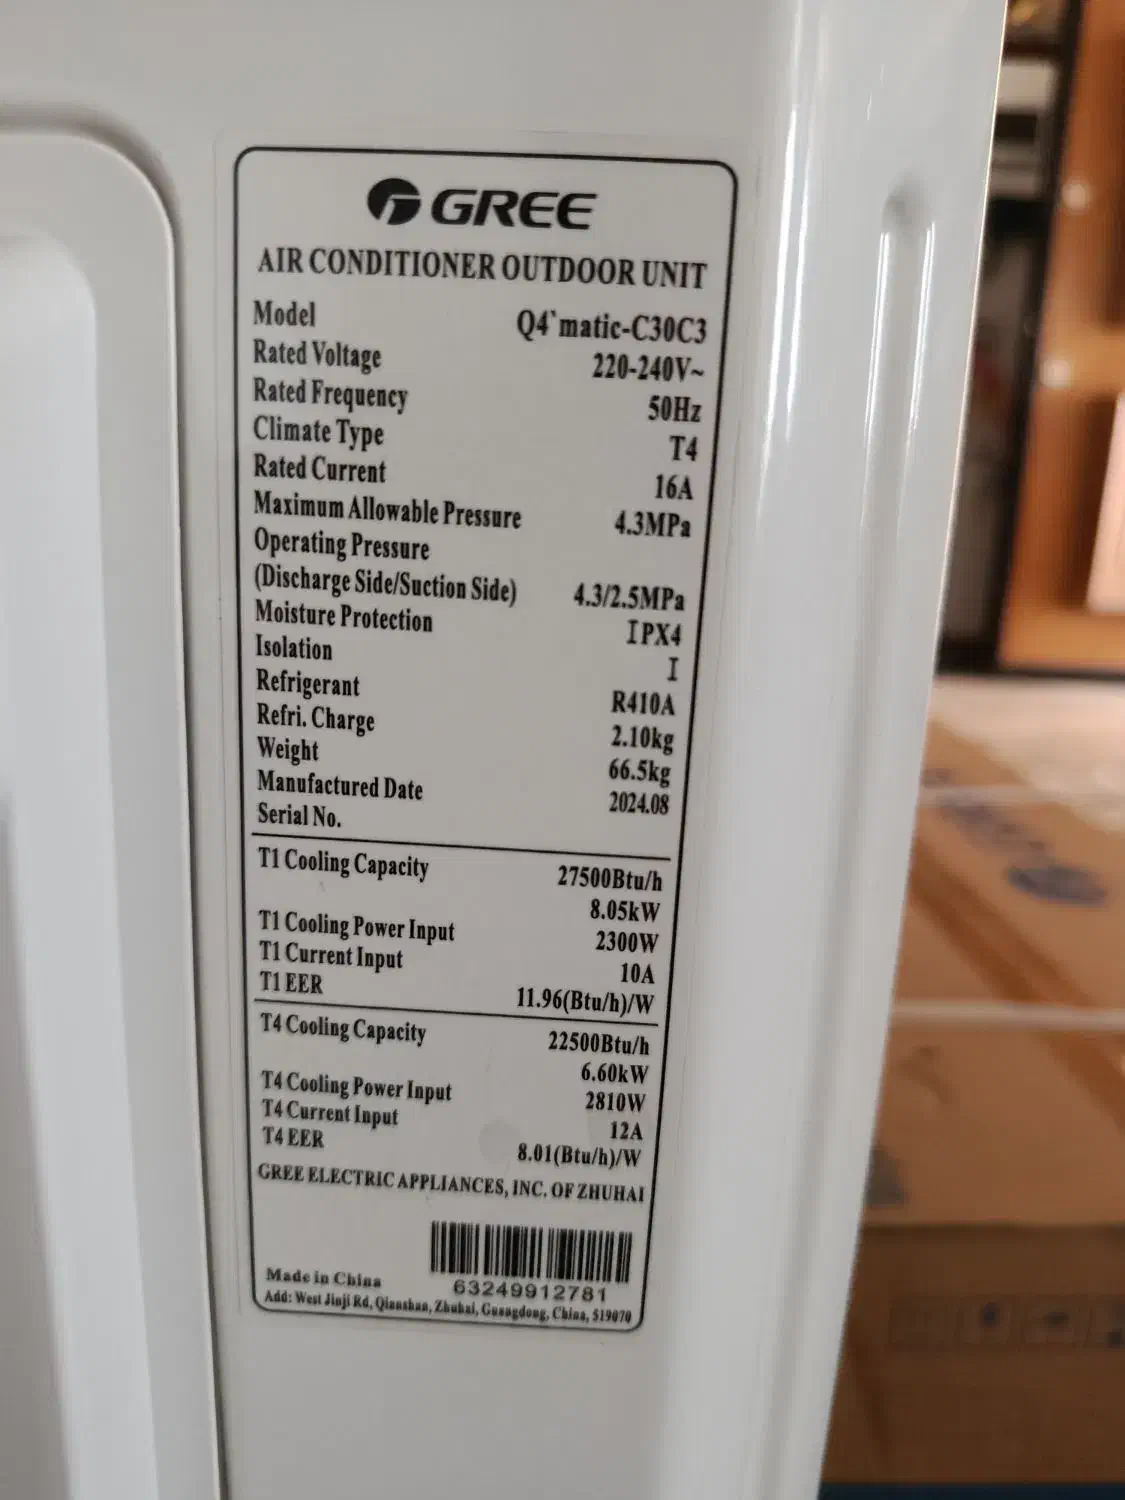 GREE
AIR CONDITIONER OUTDOOR UNIT
Model Q4`matic-C30C3
Rated Voltage 220-240V~
Rated Frequency 50Hz
Climate Type T4
Rated Current 16A
Maximum Allowable Pressure 4.3MPa
Operating Pressure
(Discharge Side/Suction Side) 4.3/2.5MPa
Moisture Protection IPX4
Isolation I
Refrigerant R410A
Refri. Charge 2.10kg
Weight 66.5kg
Manufactured Date 2024.08
Serial No.
T1 Cooling Capacity 27500Btu/h
8.05kW
T1 Cooling Power Input 2300W
T1 Current Input 10A
T1 EER 11.96(Btu/h)/W
T4 Cooling Capacity 22500Btu/h
6.60kW
T4 Cooling Power Input 2810W
T4 Current Input 12A
T4 EER 8.01(Btu/h)/W
GREE ELECTRIC APPLIANCES, INC. OF ZHUHAI
63249912781
Made in China
Add: West Jinji Rd, Qianshan, Zhuhai, Guangdong, China, 519070